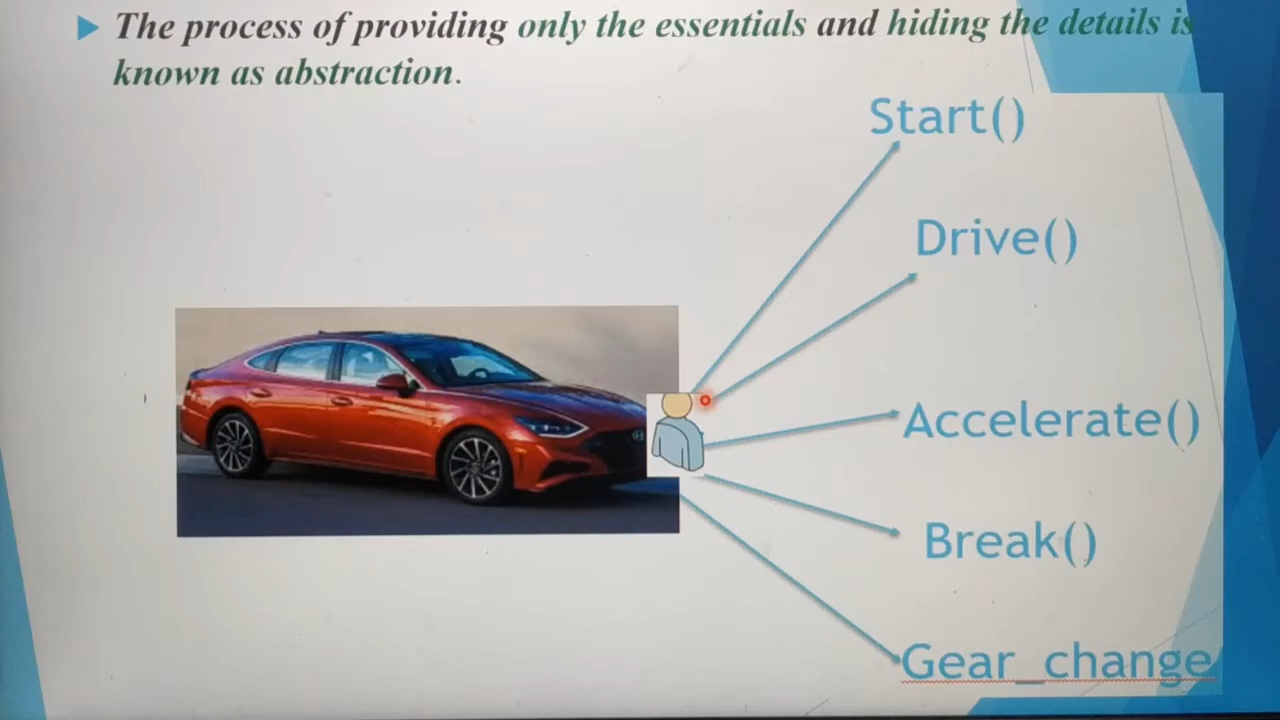 The process of providing only the essentials and hiding the details is
known as abstraction.
Start()
Drive()
Accelerate()
Break()
Gear_change